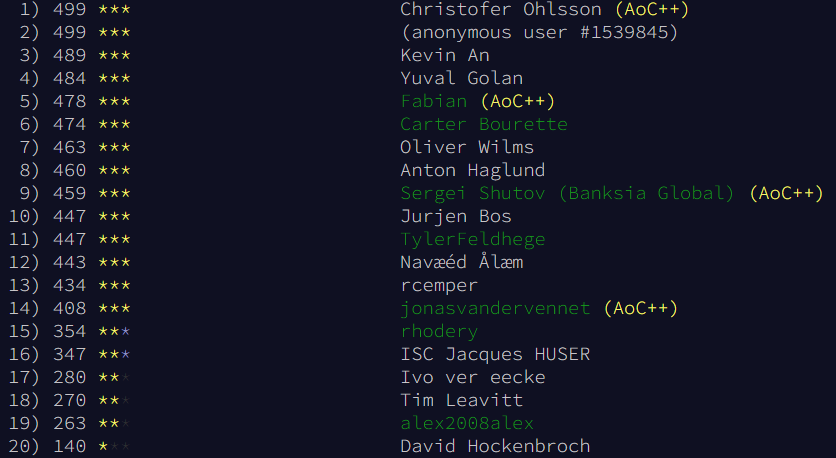 1) 499 *** Christofer Ohlsson (AoC++)
2) 499 *** (anonymous user #1539845)
3) 489 *** Kevin An
4) 484 *** Yuval Golan
5) 478 *** Fabian (AoC++)
6) 474 *** Carter Bourette
7) 463 *** Oliver Wilms
8) 460 *** Anton Haglund
9) 459 *** Sergei Shutov (Banksia Global) (AoC++)
10) 447 *** Jurjen Bos
11) 447 *** TylerFeldhege
12) 443 *** Navæéd Ålæm
13) 434 *** rcemper
14) 408 *** jonasvandervennet (AoC++)
15) 354 *** rhodery
16) 347 *** ISC Jacques HUSER
17) 280 *** Ivo ver eecke
18) 270 *** Tim Leavitt
19) 263 *** alex2008alex
20) 140 *** David Hockenbroch